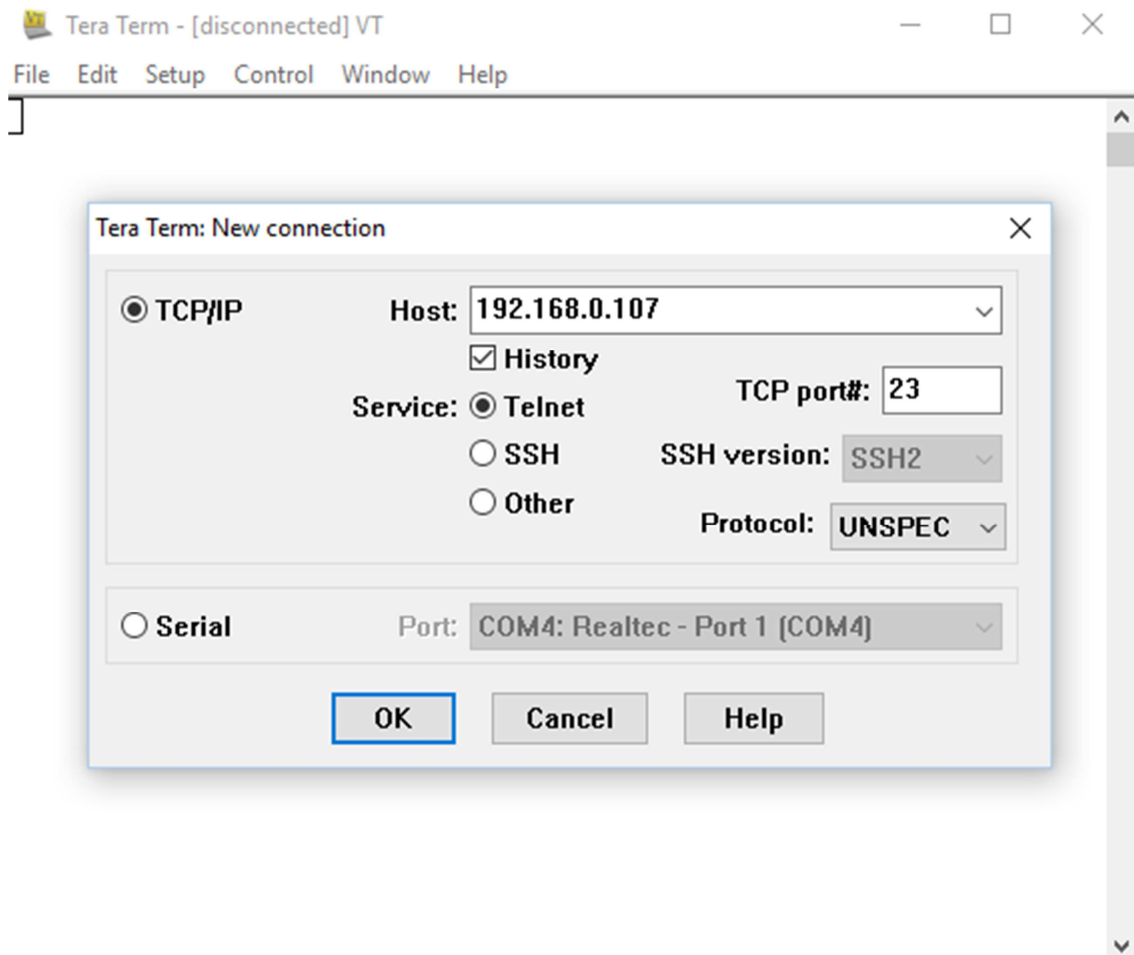 Tera Term - [disconnected] VT
File Edit Setup Control Window Help
Tera Term: New connection
TCP/IP Host: 192.168.0.107
History
TCP port#: 23
Service: Telnet
SSH SSH version: SSH2
Other
Protocol: UNSPEC
Serial Port: COM4: Realtec - Port 1 (COM4)
OK Cancel Help